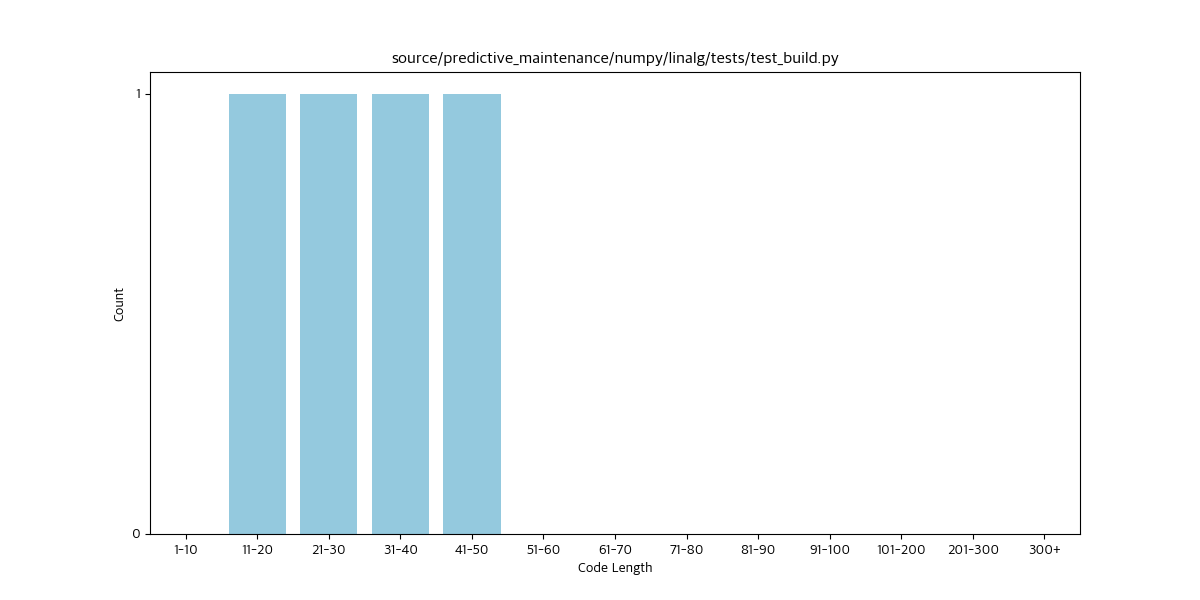 source/predictive_maintenance/numpy/linalg/tests/test_build.py
1
Count
0
1-10 11-20 21-30 31-40 41-50 51-60 61-70 71-80 81-90 91-100 101-200 201-300 300+
Code Length